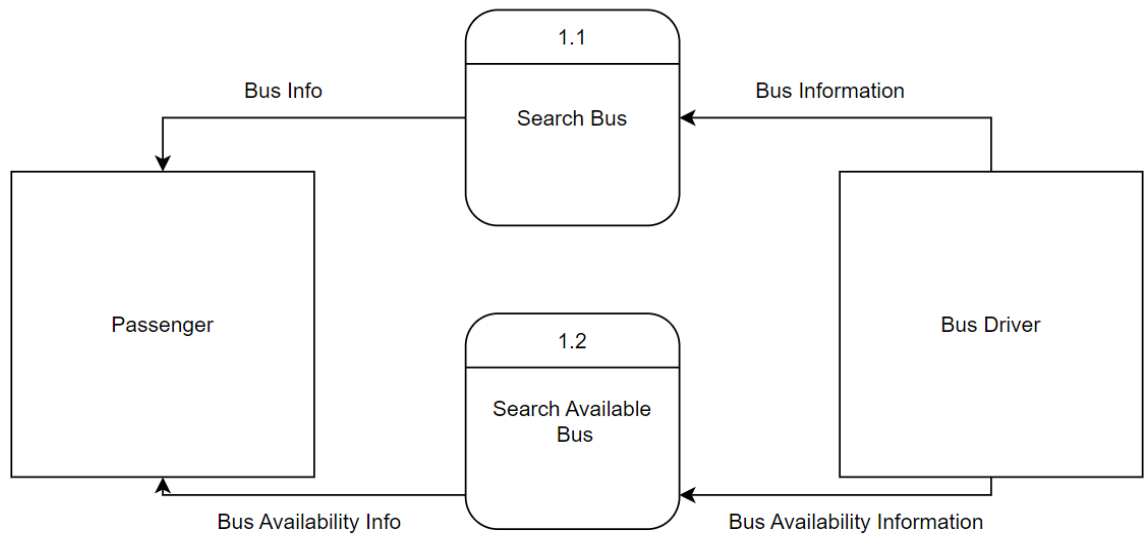 1.1
Bus Info
Search Bus
Bus Information
Passenger
Bus Driver
1.2
Search Available
Bus
Bus Availability Info
Bus Availability Information